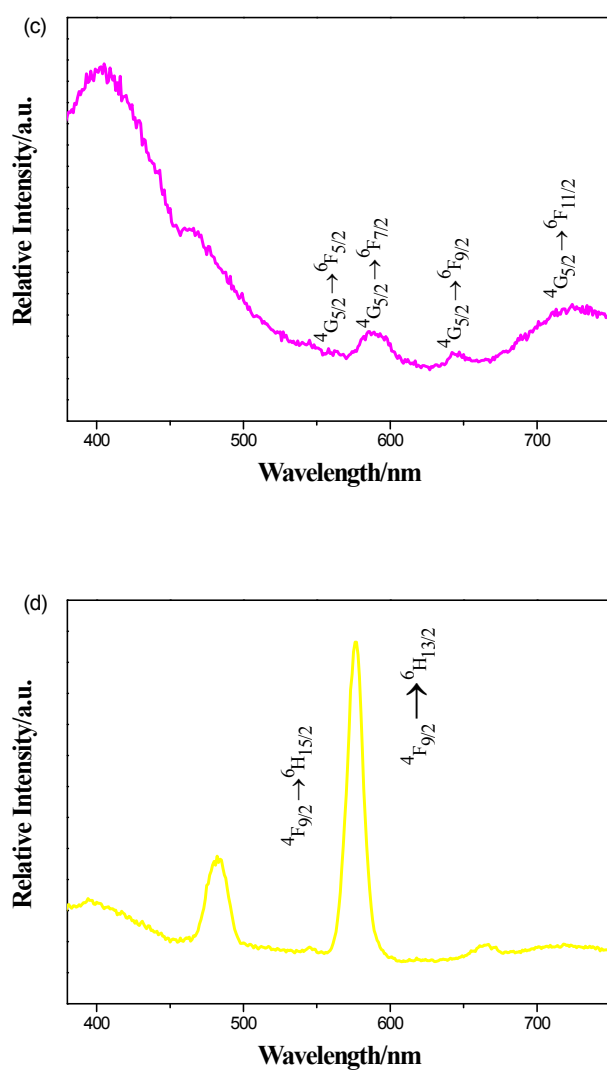 (c)
Relative Intensity/a.u.
⁴G₅/₂→⁶F₅/₂
⁴G₅/₂→⁶F₇/₂
⁴G₅/₂→⁶F₉/₂
⁴G₅/₂→⁶F₁₁/₂
400 500 600 700
Wavelength/nm
(d)
Relative Intensity/a.u.
⁴F₉/₂→⁶H₁₅/₂
⁴F₉/₂→⁶H₁₃/₂
400 500 600 700
Wavelength/nm